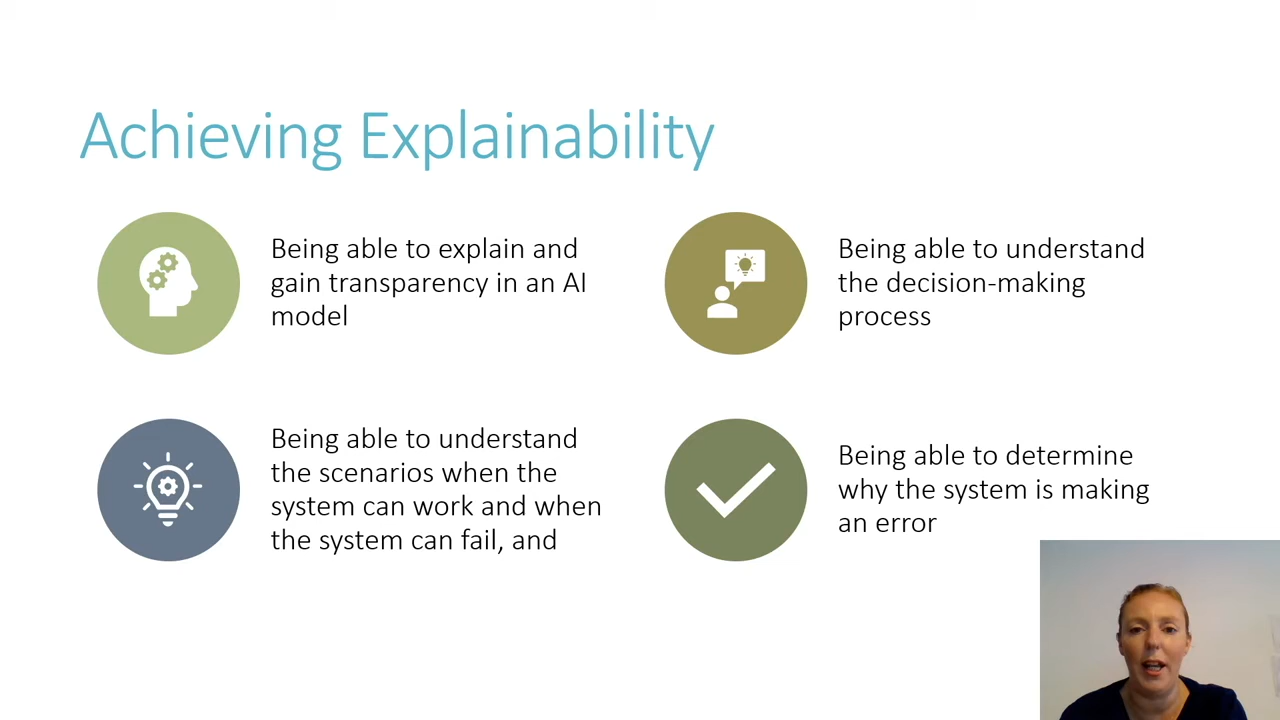 Achieving Explainability
Being able to explain and
gain transparency in an AI
model
Being able to understand
the decision-making
process
Being able to understand
the scenarios when the
system can work and when
the system can fail, and
Being able to determine
why the system is making
an error